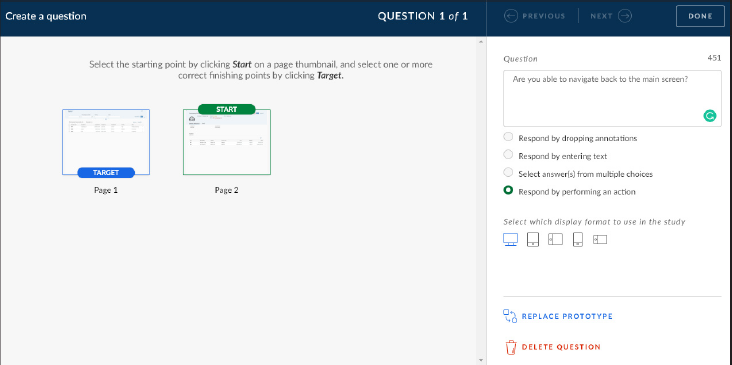 Create a question
QUESTION 1 of 1
PREVIOUS
NEXT
DONE
Select the starting point by clicking Start on a page thumbnail, and select one or more
correct finishing points by clicking Target.
TARGET
Page 1
START
Page 2
Question
451
Are you able to navigate back to the main screen?
Respond by dropping annotations
Respond by entering text
Select answer(s) from multiple choices
Respond by performing an action
Select which display format to use in the study
REPLACE PROTOTYPE
DELETE QUESTION